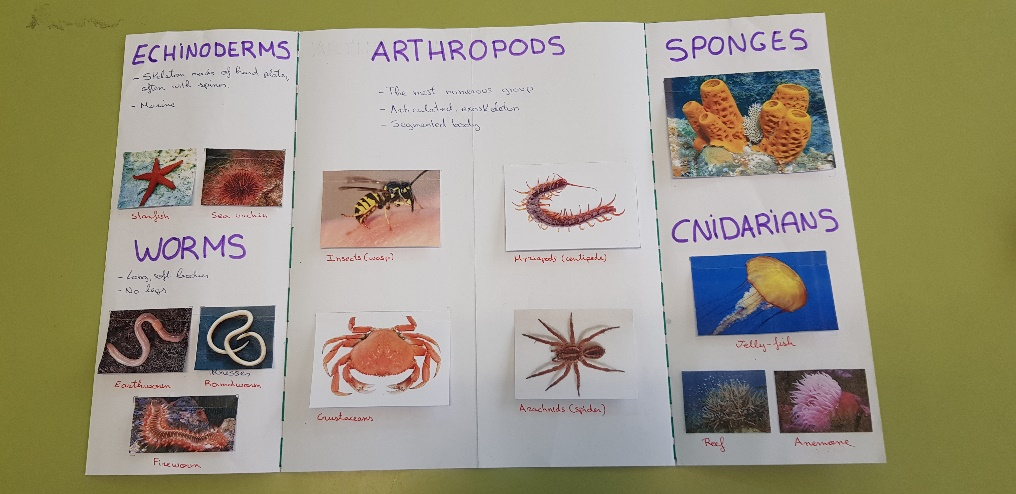 ECHINODERMS
- Skeleton made of hard plates,
often with spines.
- Marine
Starfish
Sea urchin
WORMS
- Long, soft bodies
- No legs
Earthworm
Roundworm
Fireworm
ARTHROPODS
- The most numerous group
- Articulated exoskeleton
- Segmented body
Insects (wasp)
Myriapods (centipede)
Crustaceans
Arachnids (spider)
SPONGES
CNIDARIANS
Jelly-fish
Reef
Anemone